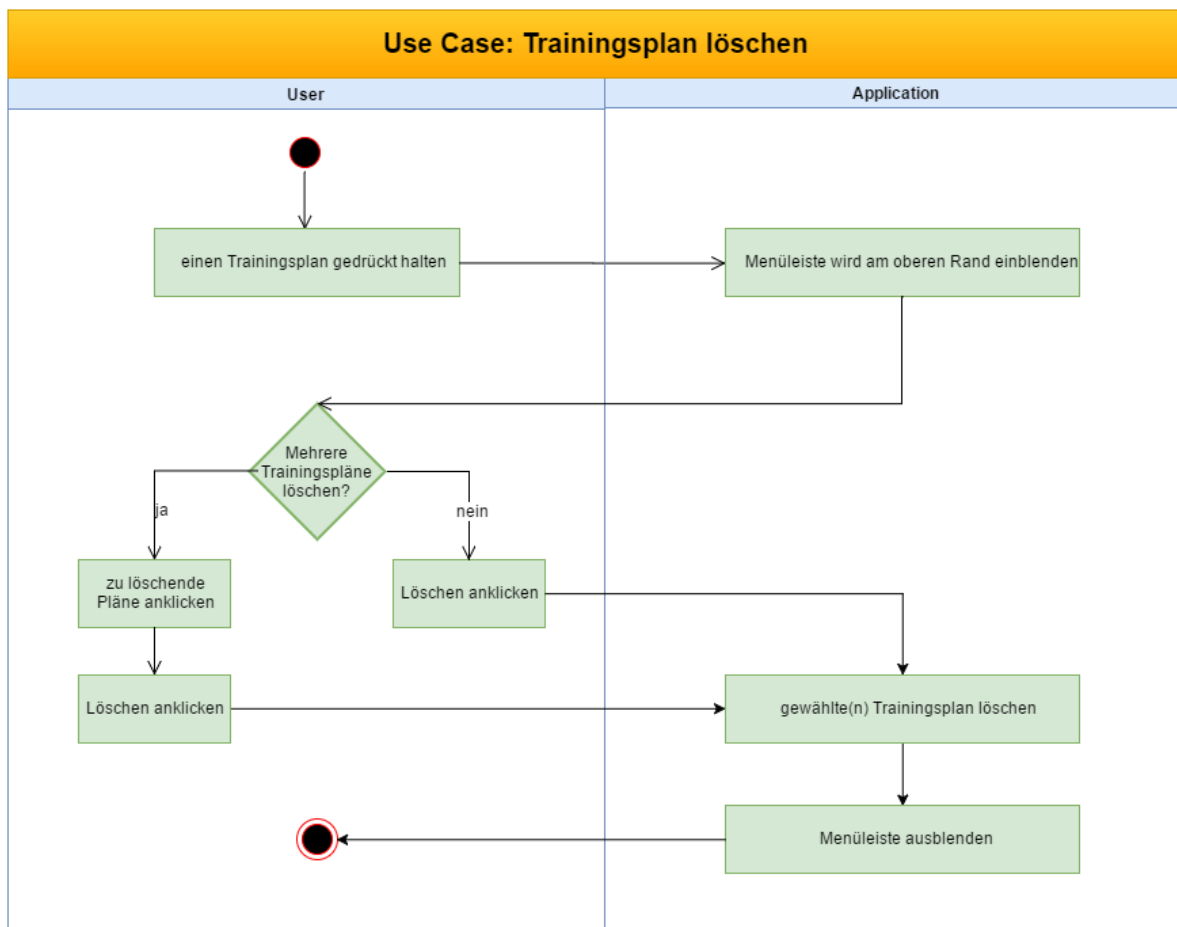 Use Case: Trainingsplan löschen
User
Application
einen Trainingsplan gedrückt halten
Menüleiste wird am oberen Rand einblenden
Mehrere
Trainingspläne
löschen?
ja
nein
zu löschende
Pläne anklicken
Löschen anklicken
Löschen anklicken
gewählte(n) Trainingsplan löschen
Menüleiste ausblenden